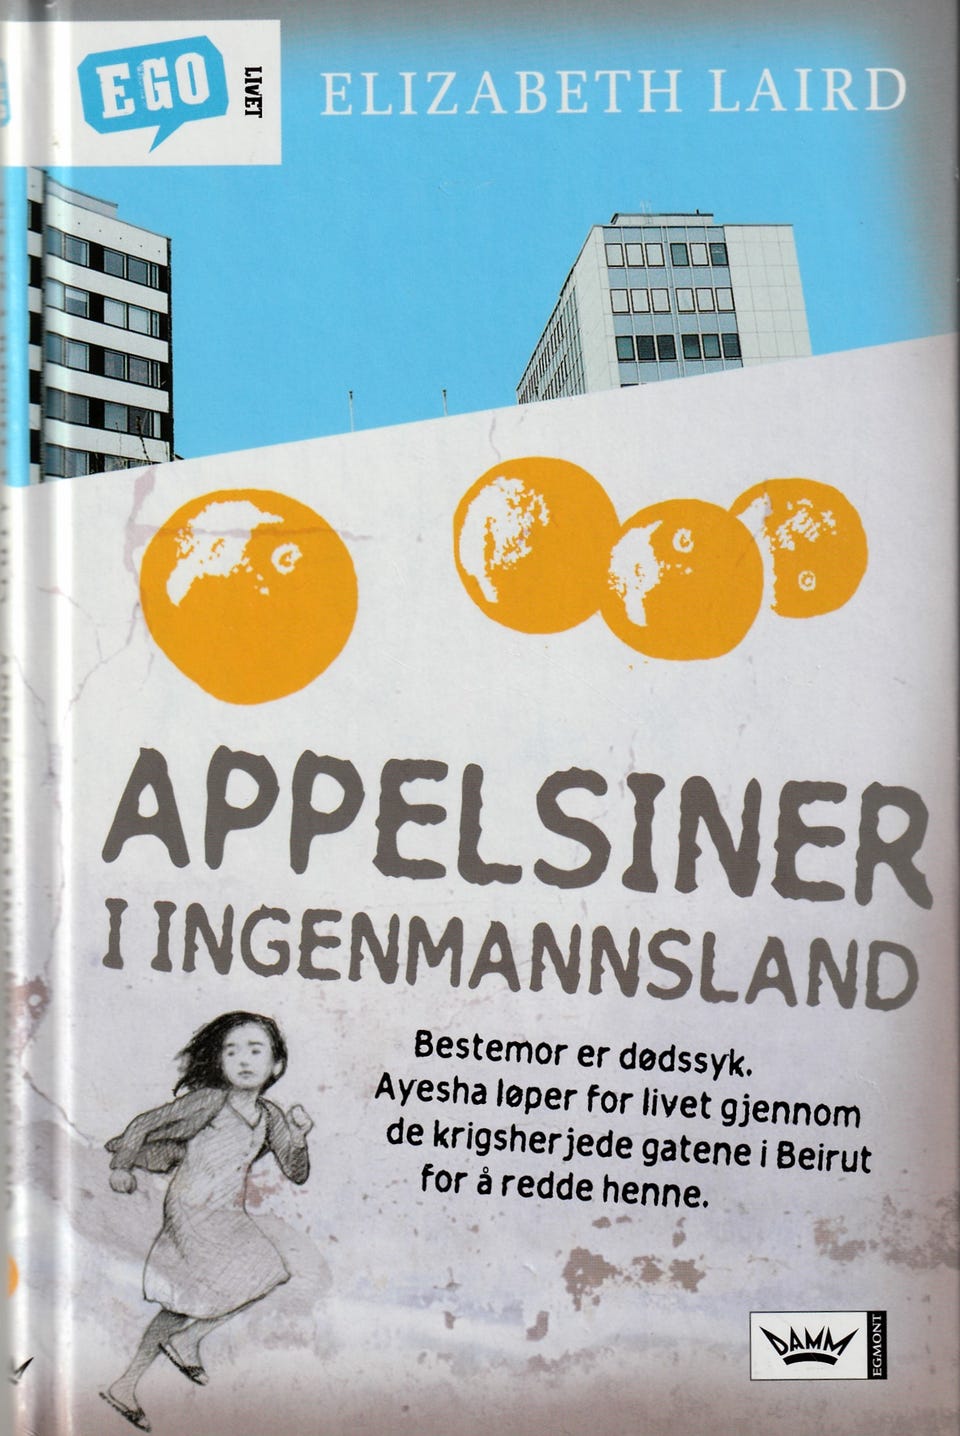 EGO
LIVET
ELIZABETH LAIRD
APPELSINER
I INGENMANNSLAND
Bestemor er dødssyk.
Ayesha løper for livet gjennom
de krigsherjede gatene i Beirut
for å redde henne.
DAMM
EGMONT